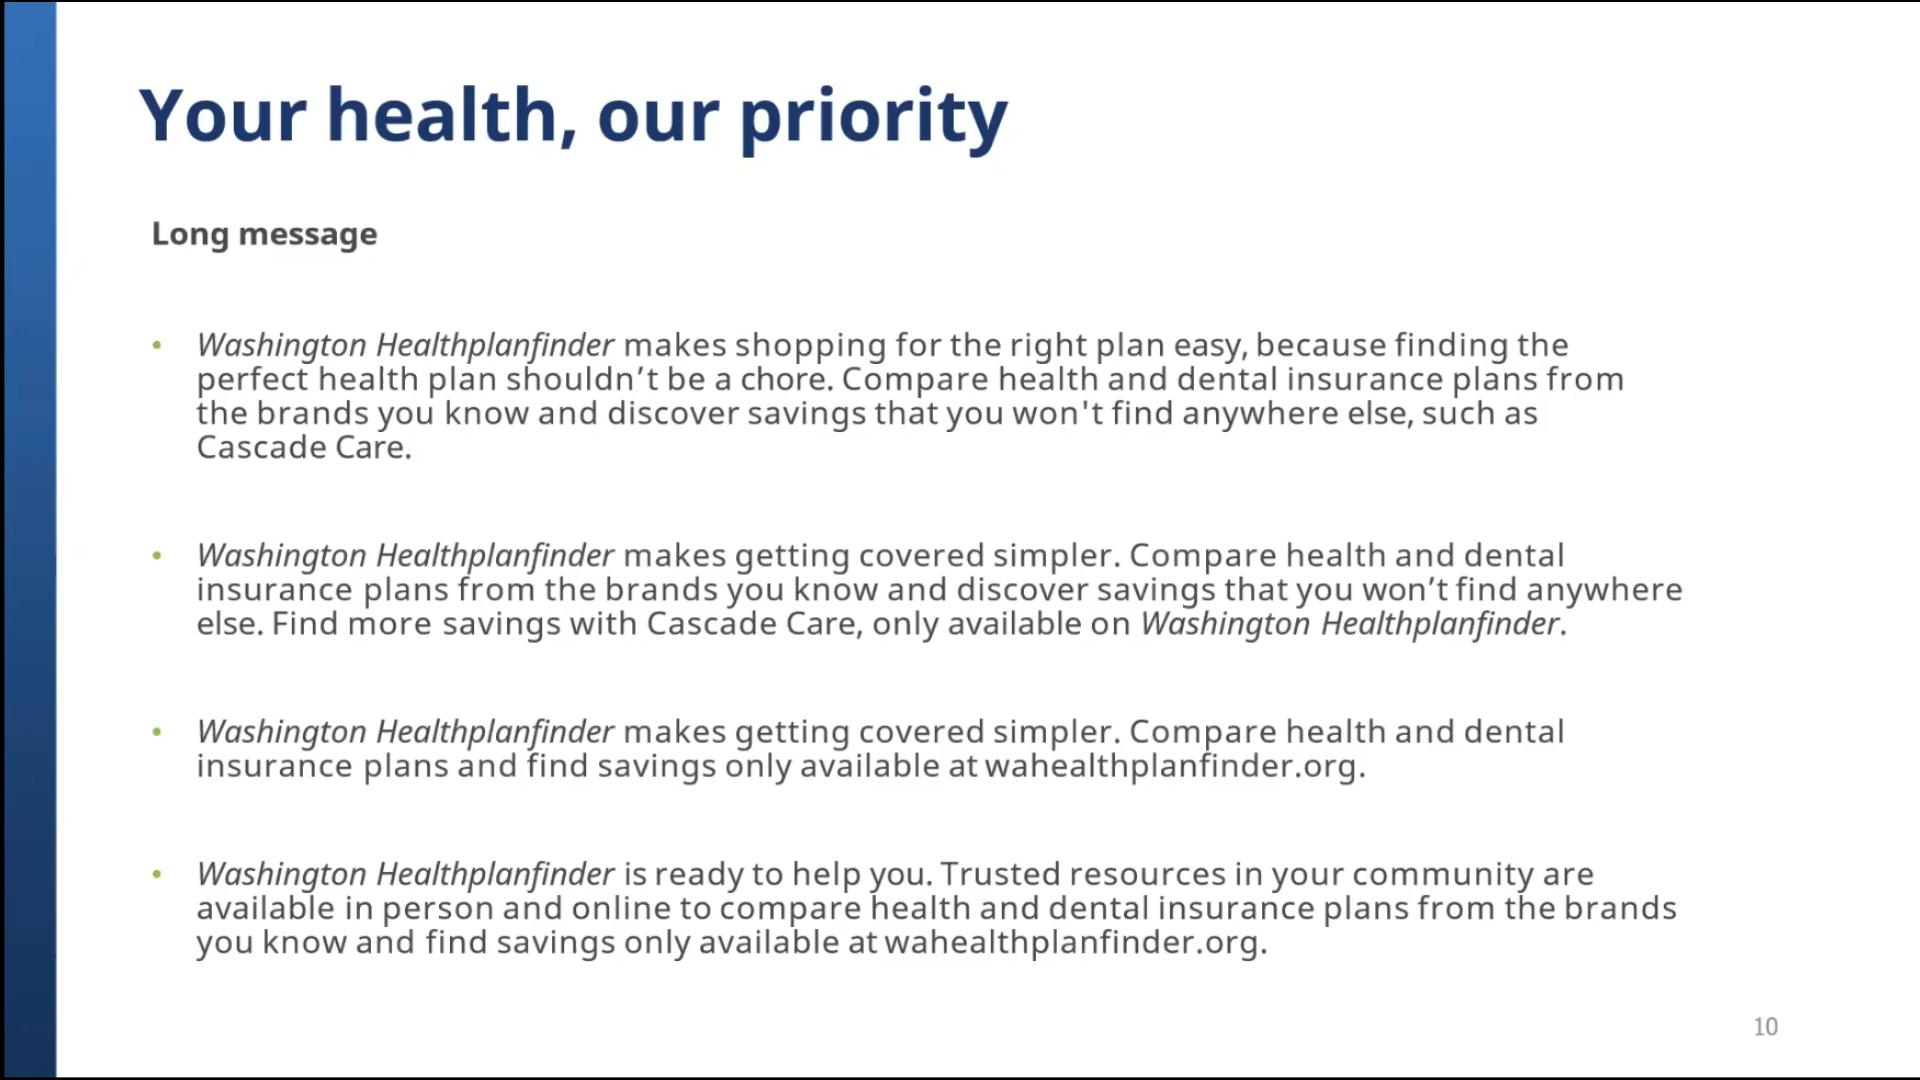 Your health, our priority
Long message
• Washington Healthplanfinder makes shopping for the right plan easy, because finding the
perfect health plan shouldn’t be a chore. Compare health and dental insurance plans from
the brands you know and discover savings that you won't find anywhere else, such as
Cascade Care.
• Washington Healthplanfinder makes getting covered simpler. Compare health and dental
insurance plans from the brands you know and discover savings that you won’t find anywhere
else. Find more savings with Cascade Care, only available on Washington Healthplanfinder.
• Washington Healthplanfinder makes getting covered simpler. Compare health and dental
insurance plans and find savings only available at wahealthplanfinder.org.
• Washington Healthplanfinder is ready to help you. Trusted resources in your community are
available in person and online to compare health and dental insurance plans from the brands
you know and find savings only available at wahealthplanfinder.org.
10